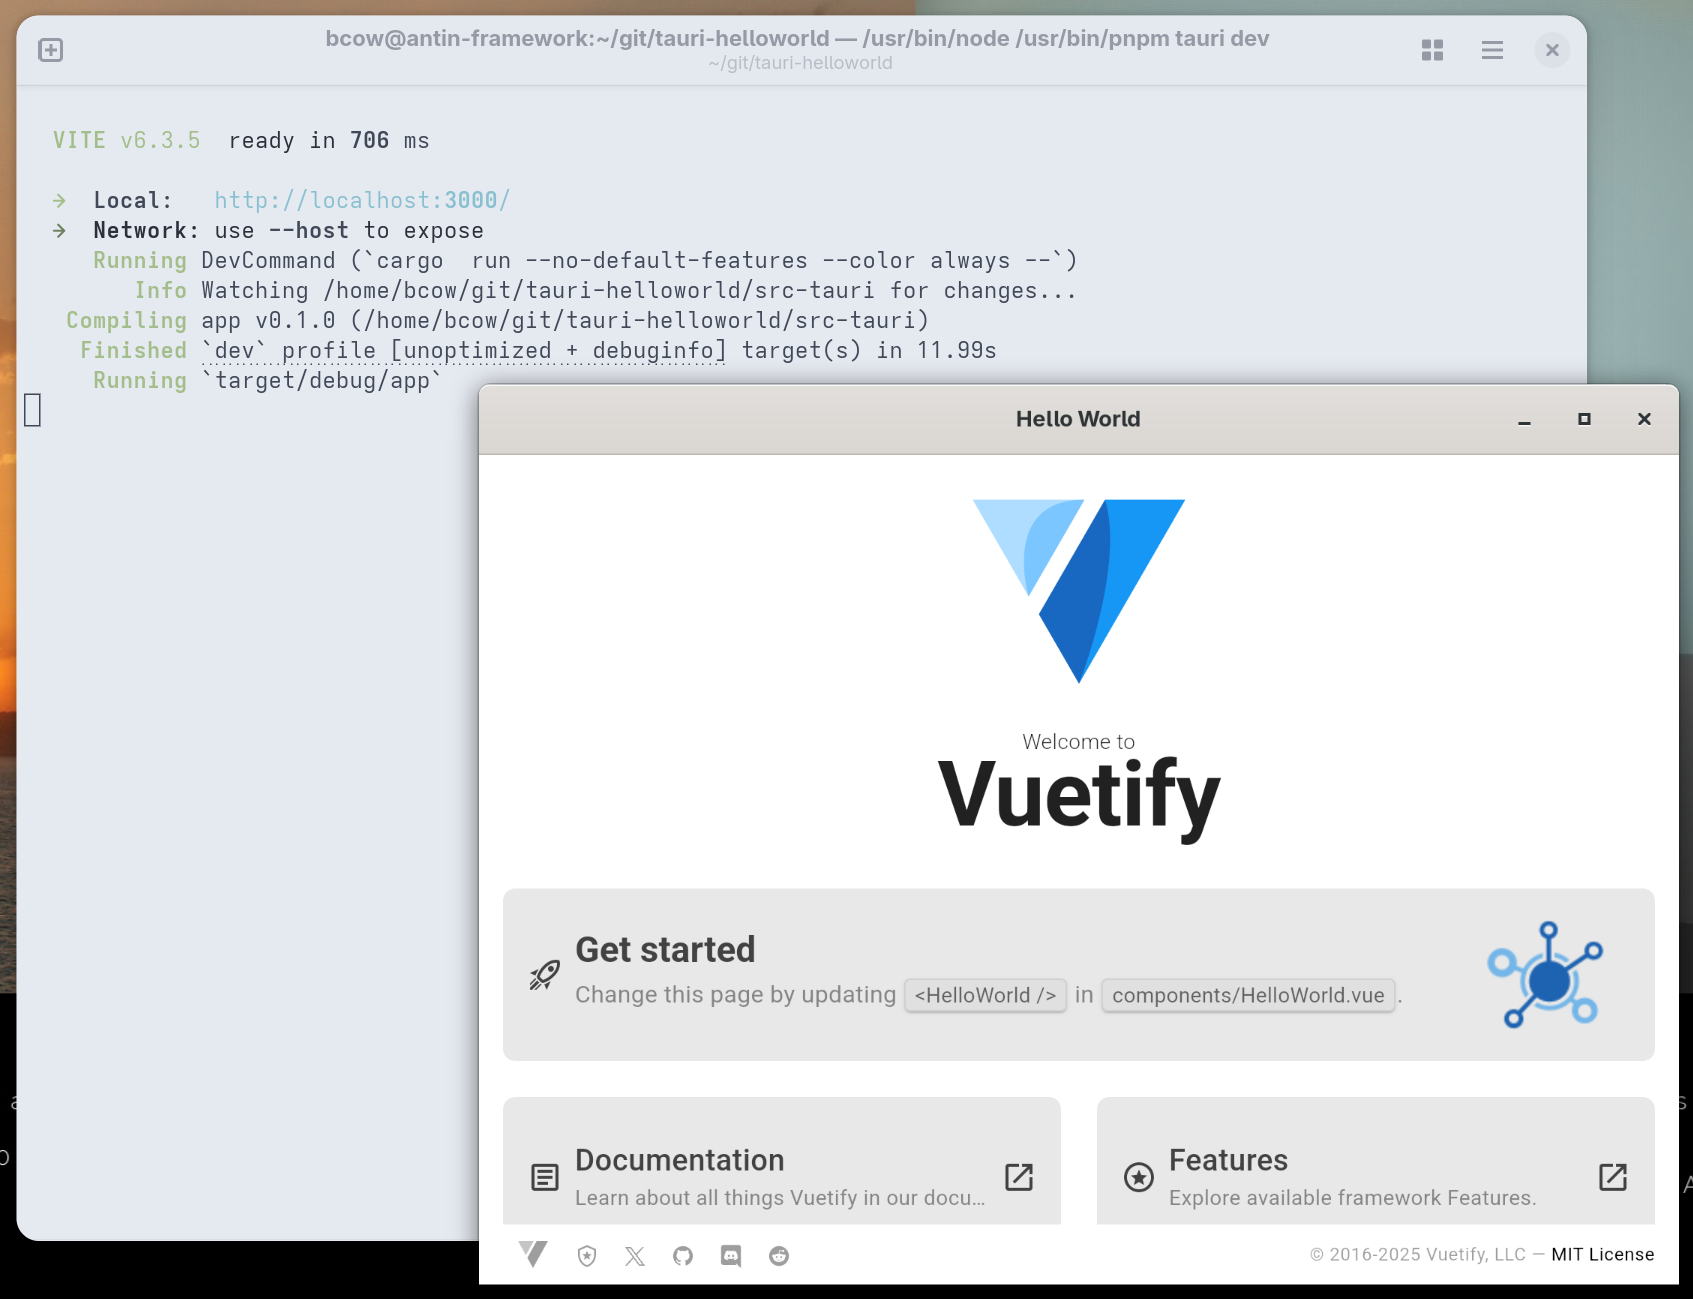 bcow@antin-framework:~/git/tauri-helloworld — /usr/bin/node /usr/bin/pnpm tauri dev
~/git/tauri-helloworld
VITE v6.3.5  ready in 706 ms
➜  Local:   http://localhost:3000/
➜  Network: use --host to expose
Running DevCommand (`cargo  run --no-default-features --color always --`)
Info Watching /home/bcow/git/tauri-helloworld/src-tauri for changes...
Compiling app v0.1.0 (/home/bcow/git/tauri-helloworld/src-tauri)
Finished `dev` profile [unoptimized + debuginfo] target(s) in 11.99s
Running `target/debug/app`
Hello World
Welcome to
Vuetify
Get started
Change this page by updating <HelloWorld /> in components/HelloWorld.vue.
Documentation
Learn about all things Vuetify in our docu...
Features
Explore available framework Features.
© 2016-2025 Vuetify, LLC — MIT License